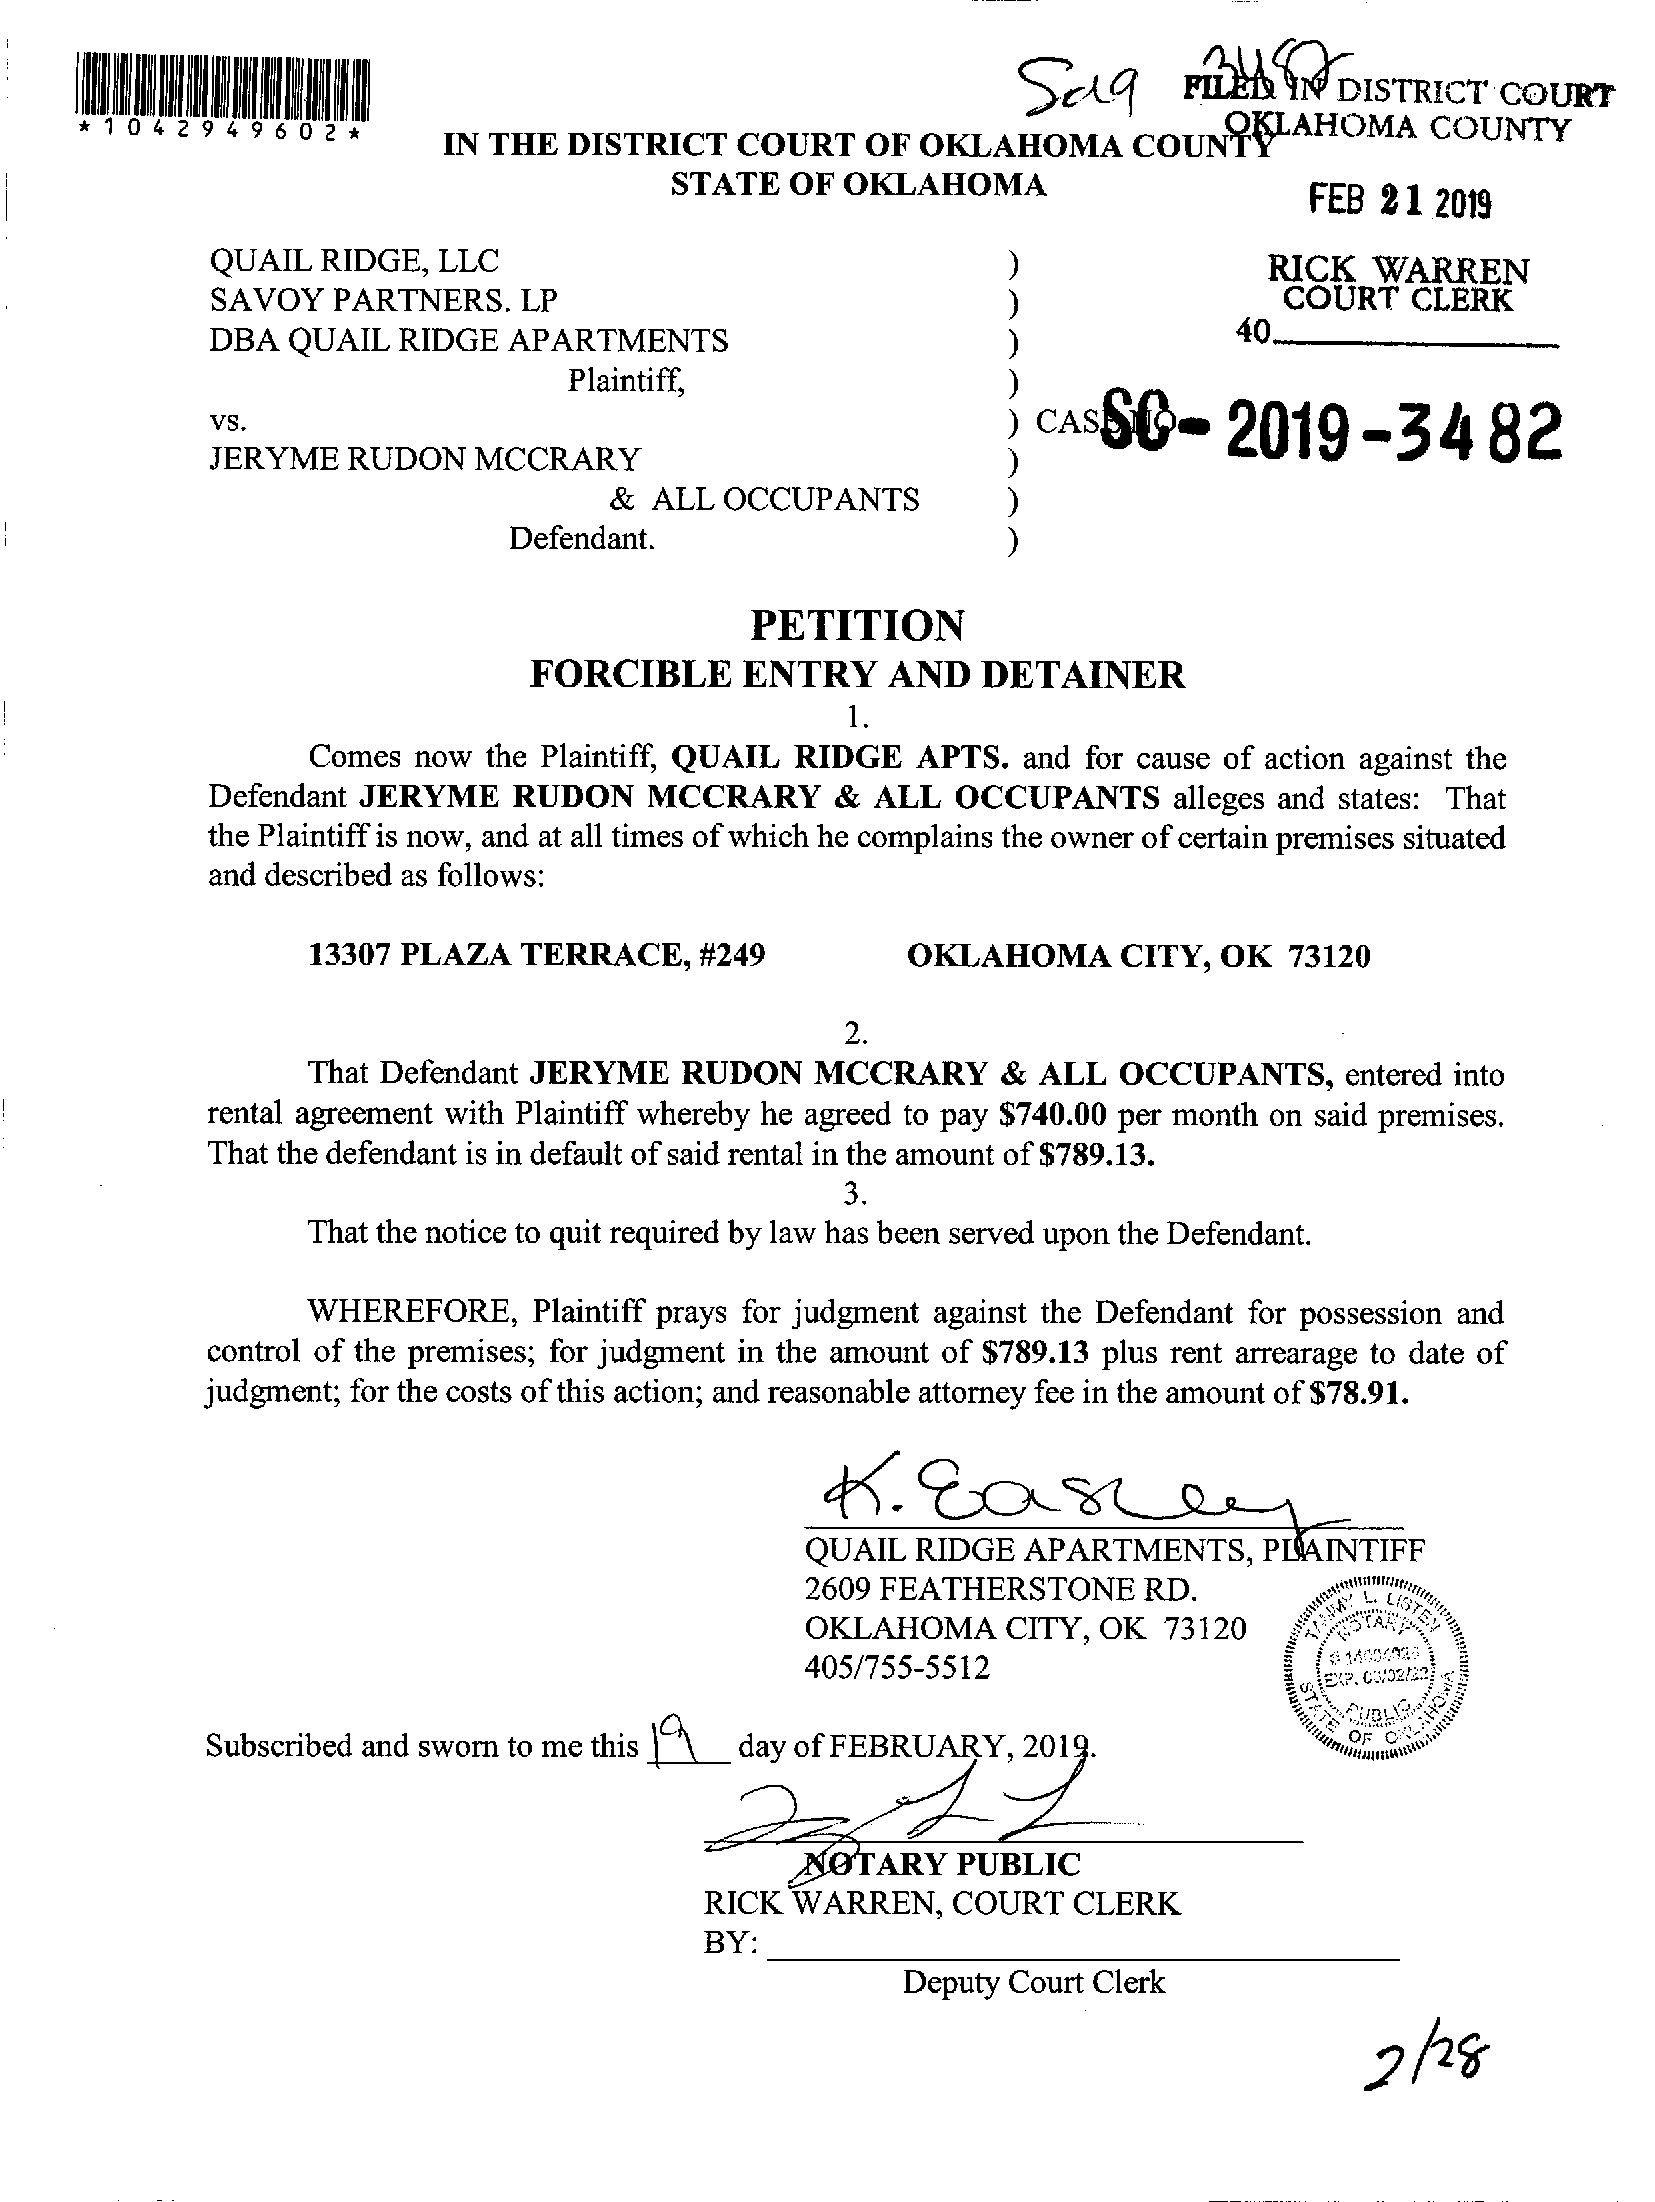 *1042949602*
FILED IN DISTRICT COURT
OKLAHOMA COUNTY
IN THE DISTRICT COURT OF OKLAHOMA COUNTY
STATE OF OKLAHOMA
FEB 21 2019
RICK WARREN
COURT CLERK
40
QUAIL RIDGE, LLC )
SAVOY PARTNERS. LP )
DBA QUAIL RIDGE APARTMENTS )
Plaintiff, )
vs. ) CASE NO
SC-2019-3482
JERYME RUDON MCCRARY )
& ALL OCCUPANTS )
Defendant. )
PETITION
FORCIBLE ENTRY AND DETAINER
1.
Comes now the Plaintiff, QUAIL RIDGE APTS. and for cause of action against the
Defendant JERYME RUDON MCCRARY & ALL OCCUPANTS alleges and states: That
the Plaintiff is now, and at all times of which he complains the owner of certain premises situated
and described as follows:
13307 PLAZA TERRACE, #249 OKLAHOMA CITY, OK 73120
2.
That Defendant JERYME RUDON MCCRARY & ALL OCCUPANTS, entered into
rental agreement with Plaintiff whereby he agreed to pay $740.00 per month on said premises.
That the defendant is in default of said rental in the amount of $789.13.
3.
That the notice to quit required by law has been served upon the Defendant.
WHEREFORE, Plaintiff prays for judgment against the Defendant for possession and
control of the premises; for judgment in the amount of $789.13 plus rent arrearage to date of
judgment; for the costs of this action; and reasonable attorney fee in the amount of $78.91.
K. Easley
QUAIL RIDGE APARTMENTS, PLAINTIFF
2609 FEATHERSTONE RD.
OKLAHOMA CITY, OK 73120
405/755-5512
NOTARY
PUBLIC
STATE OF OKLAHOMA
Subscribed and sworn to me this 19 day of FEBRUARY, 2019.
NOTARY PUBLIC
RICK WARREN, COURT CLERK
BY:
Deputy Court Clerk
2/28